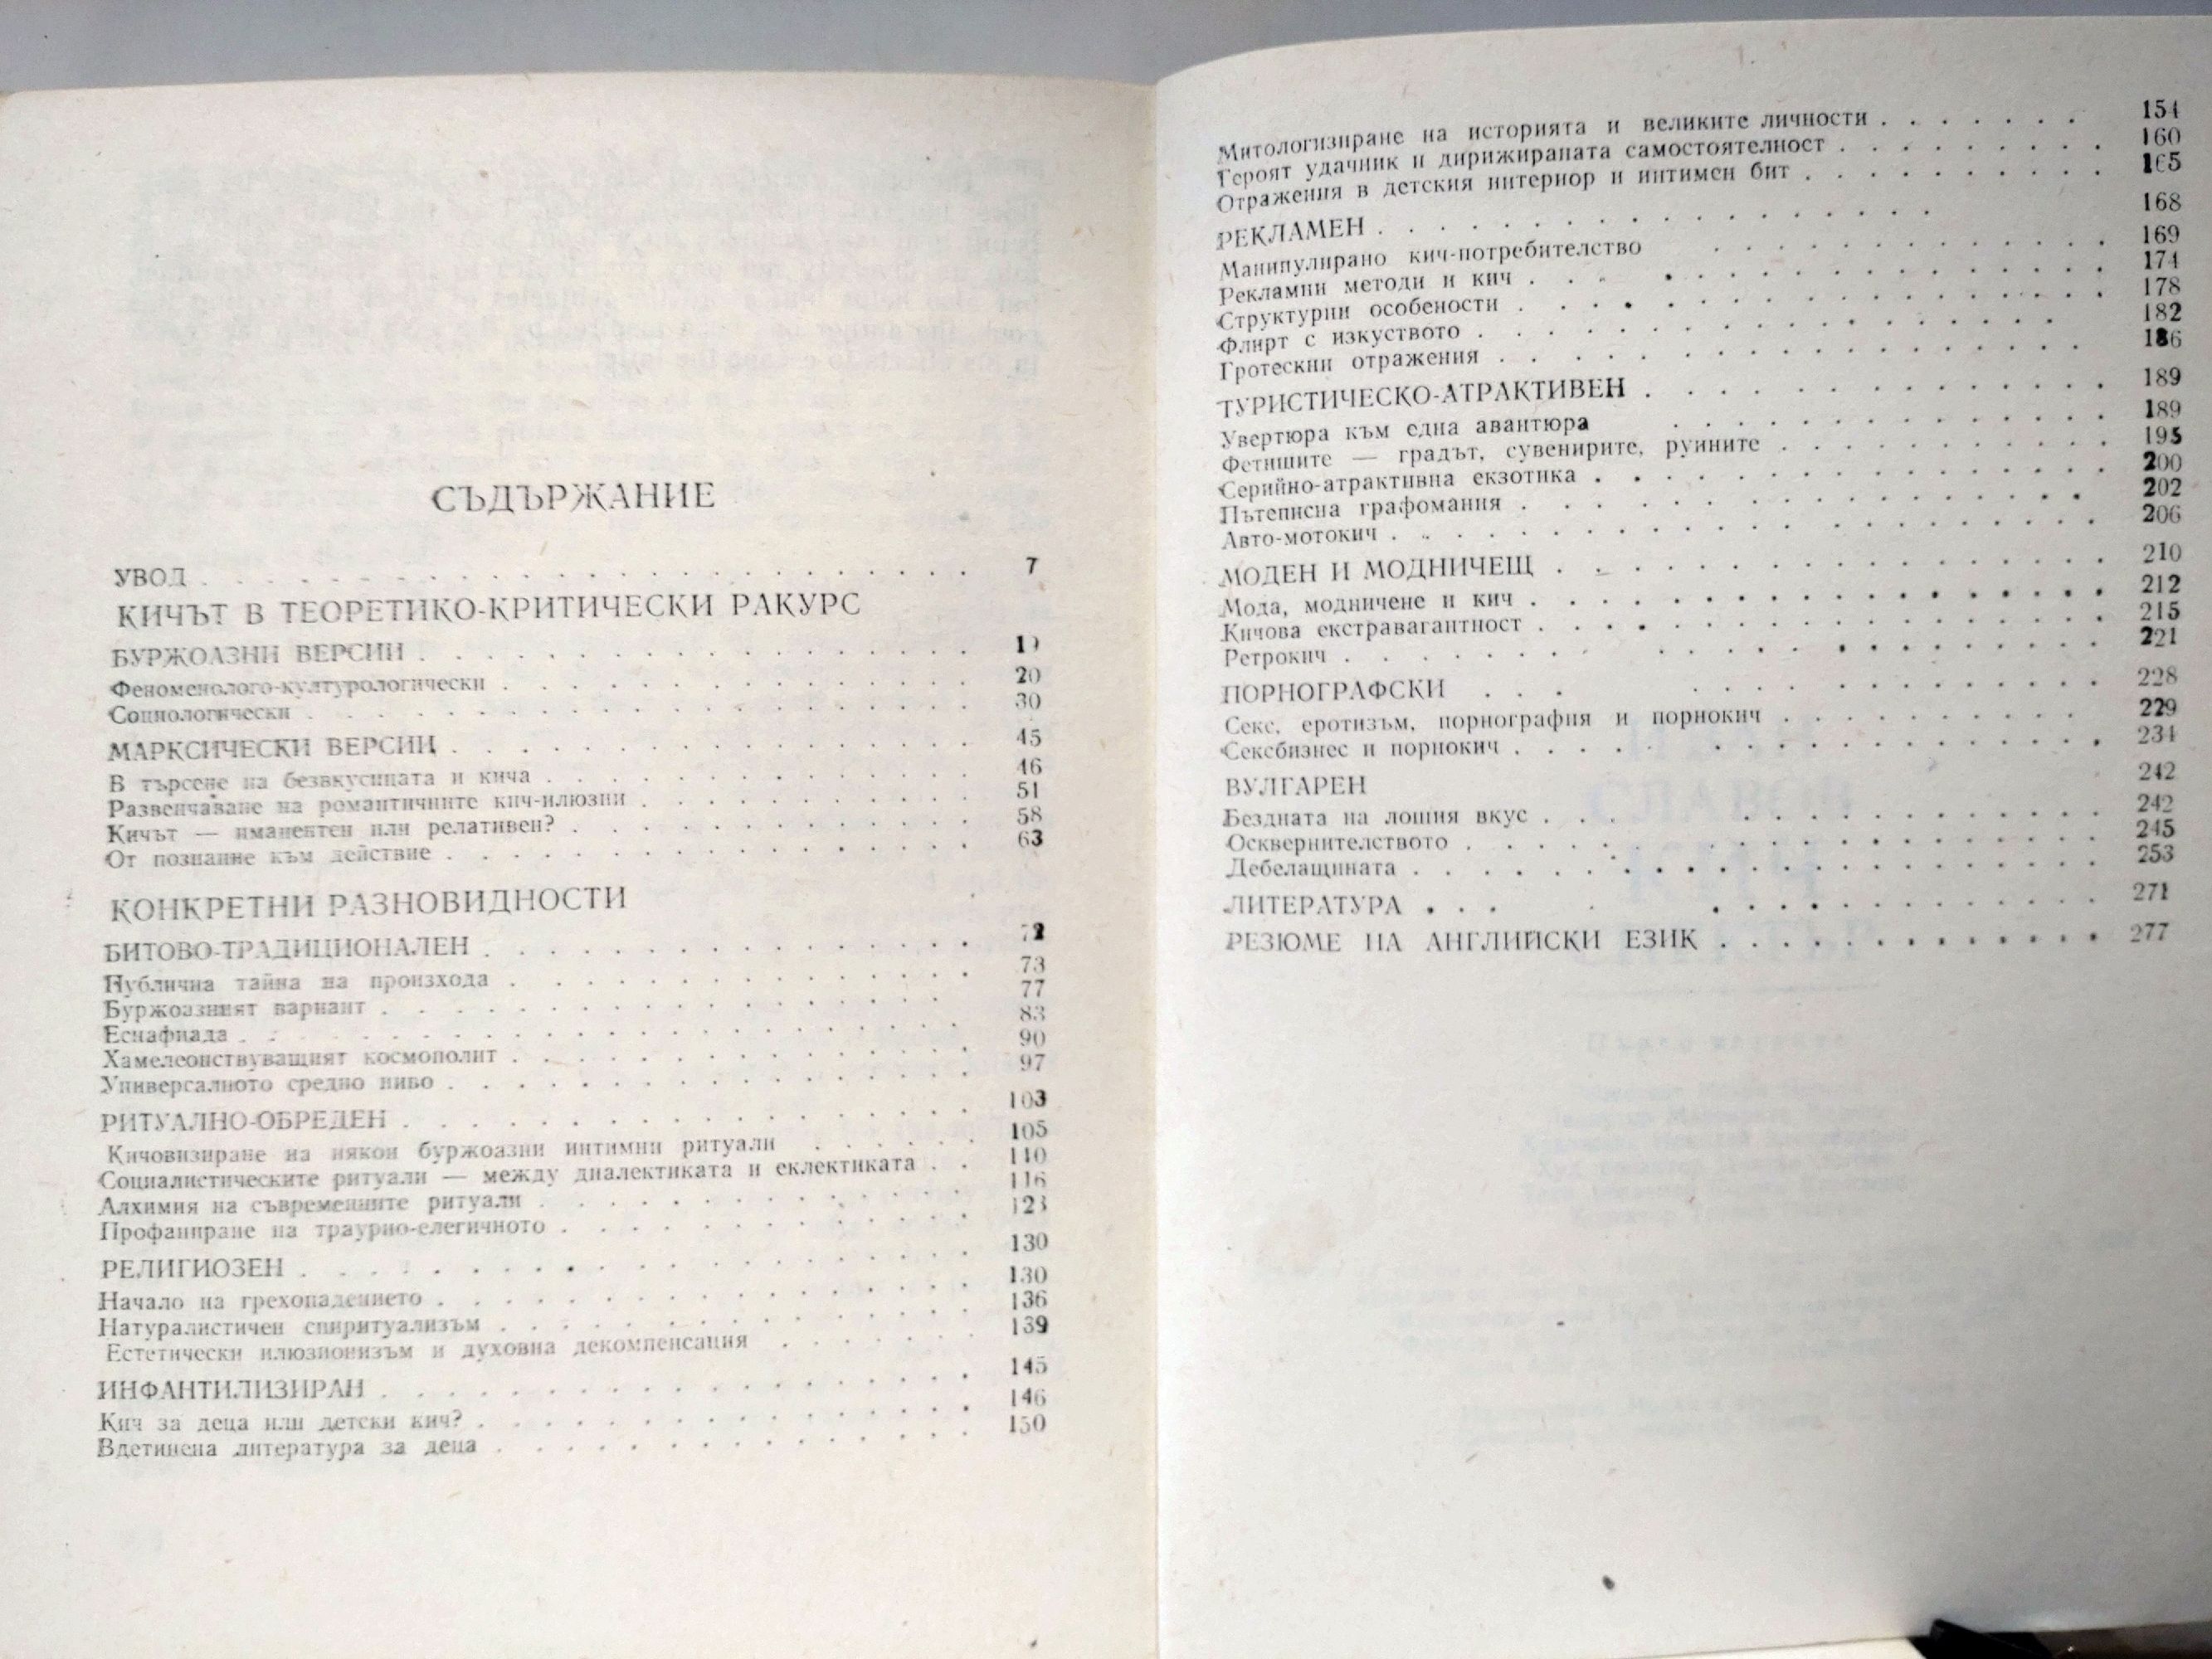 СЪДЪРЖАНИЕ
УВОД . . . . . . . . . . 7
КИЧЪТ В ТЕОРЕТИКО-КРИТИЧЕСКИ РАКУРС
БУРЖОАЗНИ ВЕРСИИ . . . . . . . . . . 19
Феноменолого-културологически . . . . . . . . . . 20
Социологически . . . . . . . . . . 30
МАРКСИЧЕСКИ ВЕРСИИ . . . . . . . . . . 45
В търсене на безвкусицата и кича . . . . . . . . . . 46
Развенчаване на романтичните кич-илюзии . . . . . . . . . . 51
Кичът — иманентен или релативен? . . . . . . . . . . 58
От познание към действие . . . . . . . . . . 63
КОНКРЕТНИ РАЗНОВИДНОСТИ
БИТОВО-ТРАДИЦИОНАЛЕН . . . . . . . . . . 72
Публична тайна на произхода . . . . . . . . . . 73
Буржоазният вариант . . . . . . . . . . 77
Еснафиада . . . . . . . . . . 83
Хамелеонствуващият космополит . . . . . . . . . . 90
Универсалното средно ниво . . . . . . . . . . 97
РИТУАЛНО-ОБРЕДЕН . . . . . . . . . . 103
Кичовизиране на някои буржоазни интимни ритуали . . . . . . 105
Социалистическите ритуали — между диалектиката и еклектиката . . 110
Алхимия на съвременните ритуали . . . . . . . . . . 116
Профаниране на траурно-елегичното . . . . . . . . . . 123
РЕЛИГИОЗЕН . . . . . . . . . . 130
Начало на грехопадението . . . . . . . . . . 130
Натуралистичен спиритуализъм . . . . . . . . . . 136
Естетически илюзионизъм и духовна декомпенсация . . . . . . 139
ИНФАНТИЛИЗИРАН . . . . . . . . . . 145
Кич за деца или детски кич? . . . . . . . . . . 146
Вдетинена литература за деца . . . . . . . . . . 150
Митологизиране на историята и великите личности . . . . . . . 154
Героят удачник и дирижираната самостоятелност . . . . . . . . . 160
Отражения в детския интериор и интимен бит . . . . . . . . . . 165
РЕКЛАМЕН . . . . . . . . . . 168
Манипулирано кич-потребителство . . . . . . . . . . 169
Рекламни методи и кич . . . . . . . . . . 174
Структурни особености . . . . . . . . . . 178
Флирт с изкуството . . . . . . . . . . 182
Гротескни отражения . . . . . . . . . . 186
ТУРИСТИЧЕСКО-АТРАКТИВЕН . . . . . . . . . . 189
Увертюра към една авантюра . . . . . . . . . . 189
Фетишите — градът, сувенирите, руините . . . . . . . . . . 195
Серийно-атрактивна екзотика . . . . . . . . . . 200
Пътеписна графомания . . . . . . . . . . 202
Авто-мотокич . . . . . . . . . . 206
МОДЕН И МОДНИЧЕЩ . . . . . . . . . . 210
Мода, модничене и кич . . . . . . . . . . 212
Кичова екстравагантност . . . . . . . . . . 215
Ретрокич . . . . . . . . . . 221
ПОРНОГРАФСКИ . . . . . . . . . . 228
Секс, еротизъм, порнография и порнокич . . . . . . . . . . 229
Сексбизнес и порнокич . . . . . . . . . . 234
ВУЛГАРЕН 242
Бездната на лошия вкус . . . . . . . . . . 242
Осквернителството . . . . . . . . . . 245
Дебелащината . . . . . . . . . . 253
ЛИТЕРАТУРА . . . . . . . . . . 271
РЕЗЮМЕ НА АНГЛИЙСКИ ЕЗИК . . . . . . . . . . 277